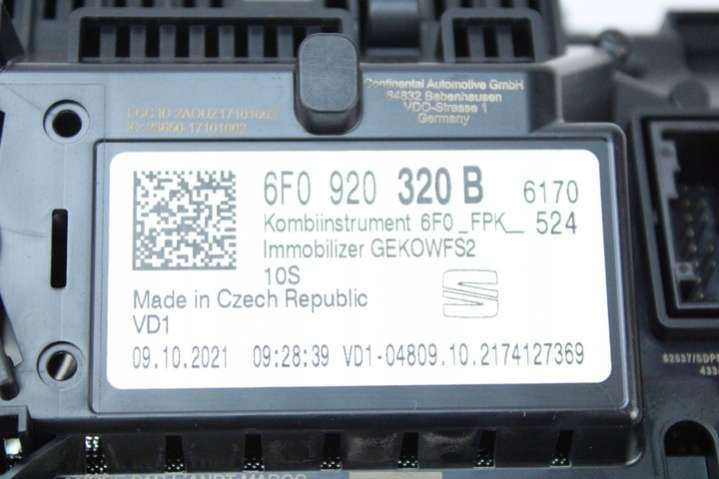 Continental Automotive GmbH
64832 Babenhausen
VDO-Strasse 1
Germany
6F0 920 320 B 6170
Kombiinstrument 6F0_FPK_ 524
Immobilizer GEKOWFS2
10S
Made in Czech Republic
VD1
09.10.2021 09:28:39 VD1-04809.10.2174127369